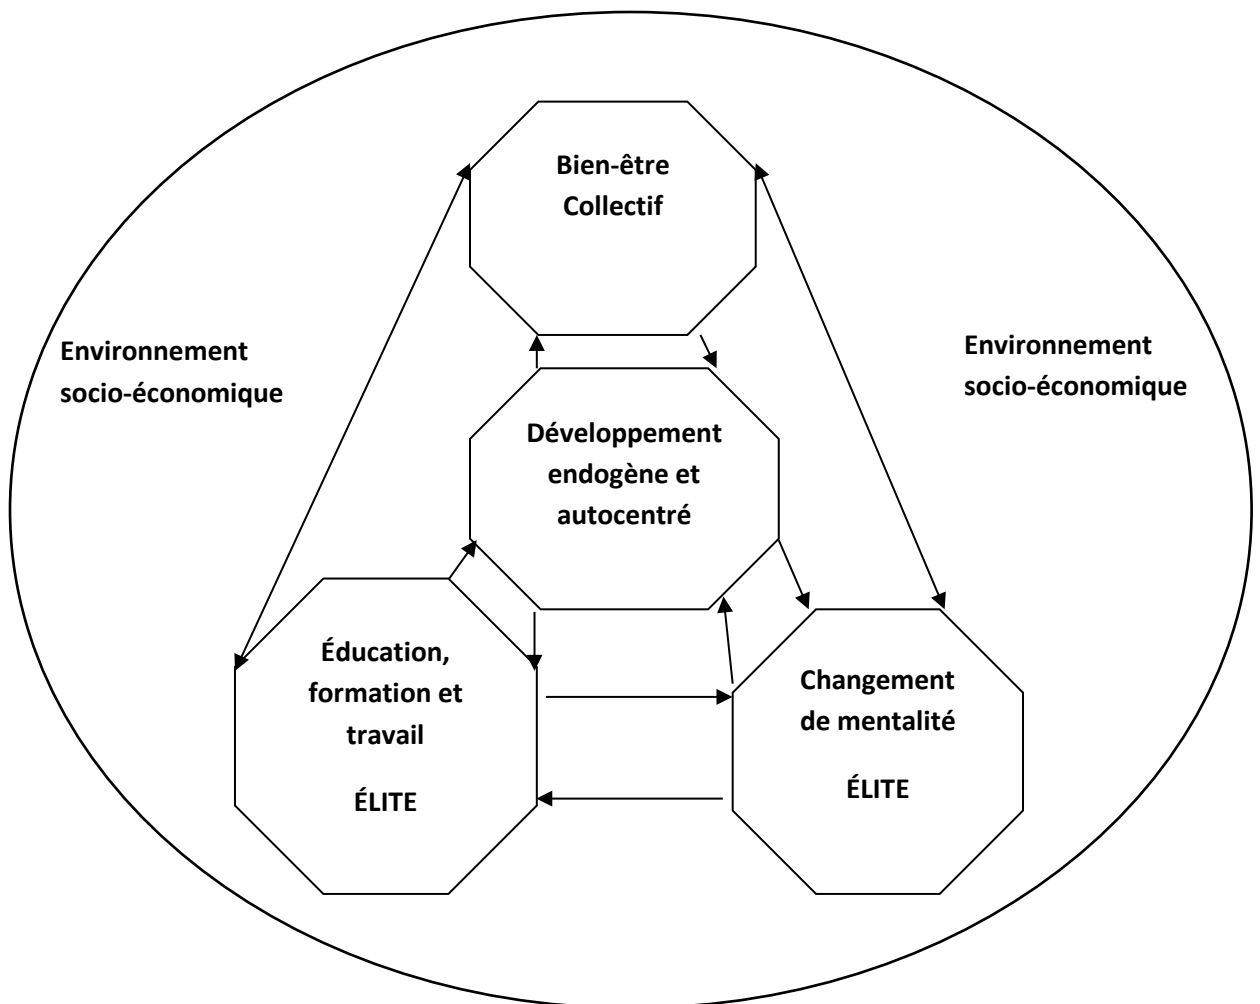 Bien-être
Collectif
Environnement
socio-économique
Environnement
socio-économique
Développement
endogène et
autocentré
Éducation,
formation et
travail
ÉLITE
Changement
de mentalité
ÉLITE